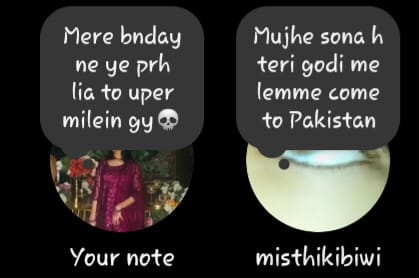 Mere bnday
ne ye prh
lia to uper
milein gy💀
Your note
Mujhe sona h
teri godi me
lemme come
to Pakistan
misthikibiwi